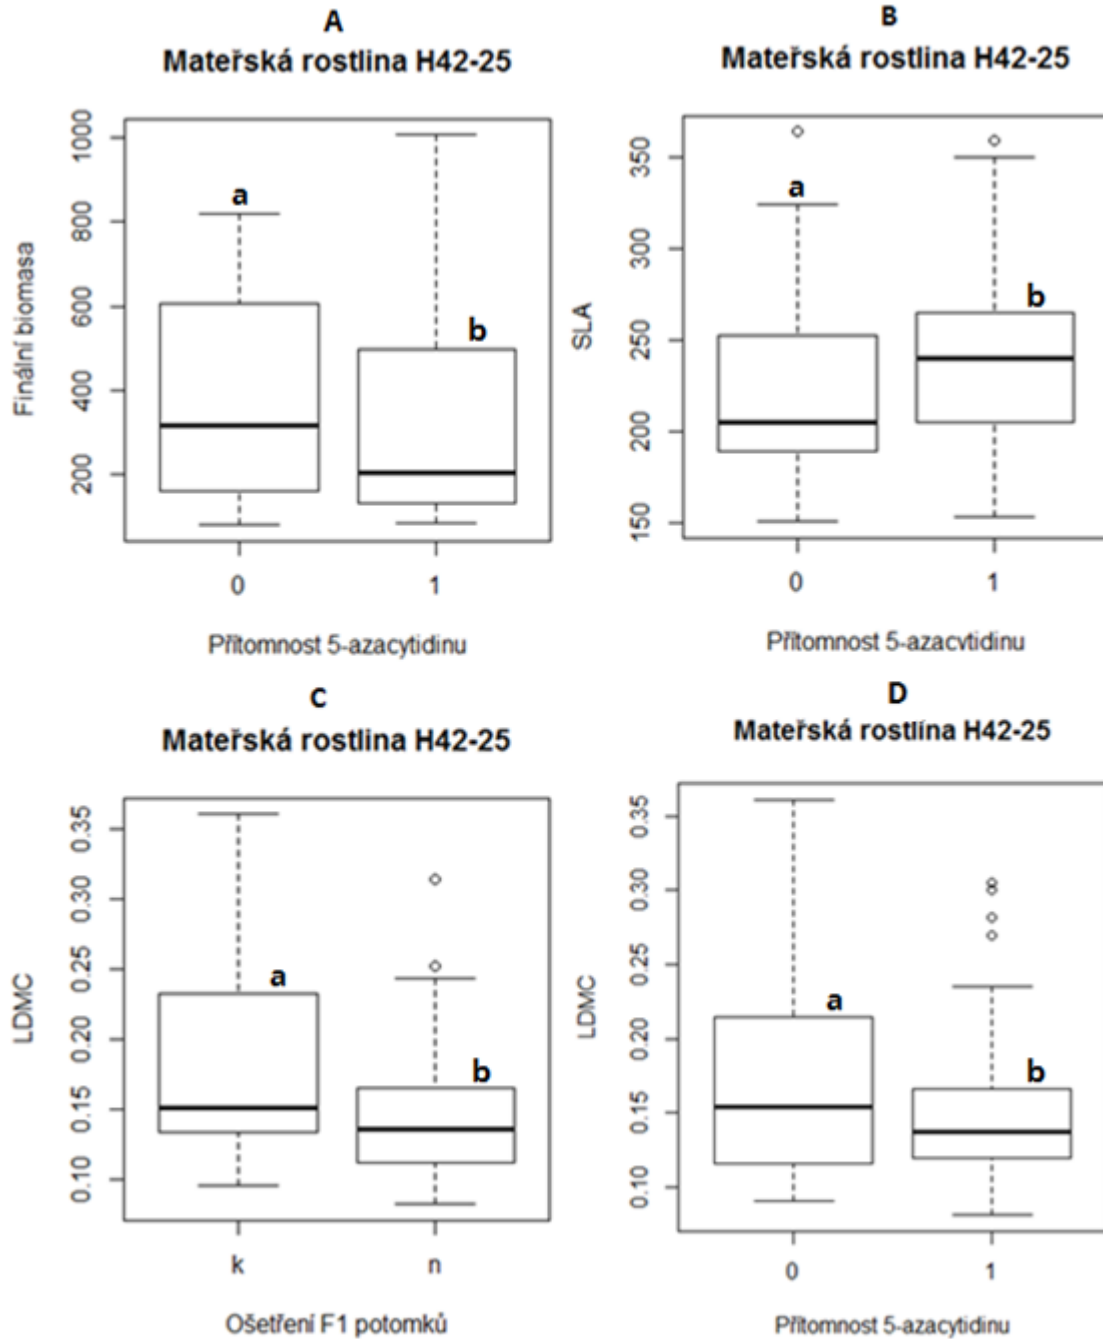 A
Mateřská rostlina H42-25
Finální biomasa
1000
800
600
400
200
a
b
0
1
Přítomnost 5-azacytidinu
B
Mateřská rostlina H42-25
SLA
350
300
250
200
150
a
b
0
1
Přítomnost 5-azacytidinu
C
Mateřská rostlina H42-25
LDMC
0.35
0.30
0.25
0.20
0.15
0.10
a
b
k
n
Ošetření F1 potomků
D
Mateřská rostlina H42-25
LDMC
0.35
0.30
0.25
0.20
0.15
0.10
a
b
0
1
Přítomnost 5-azacytidinu